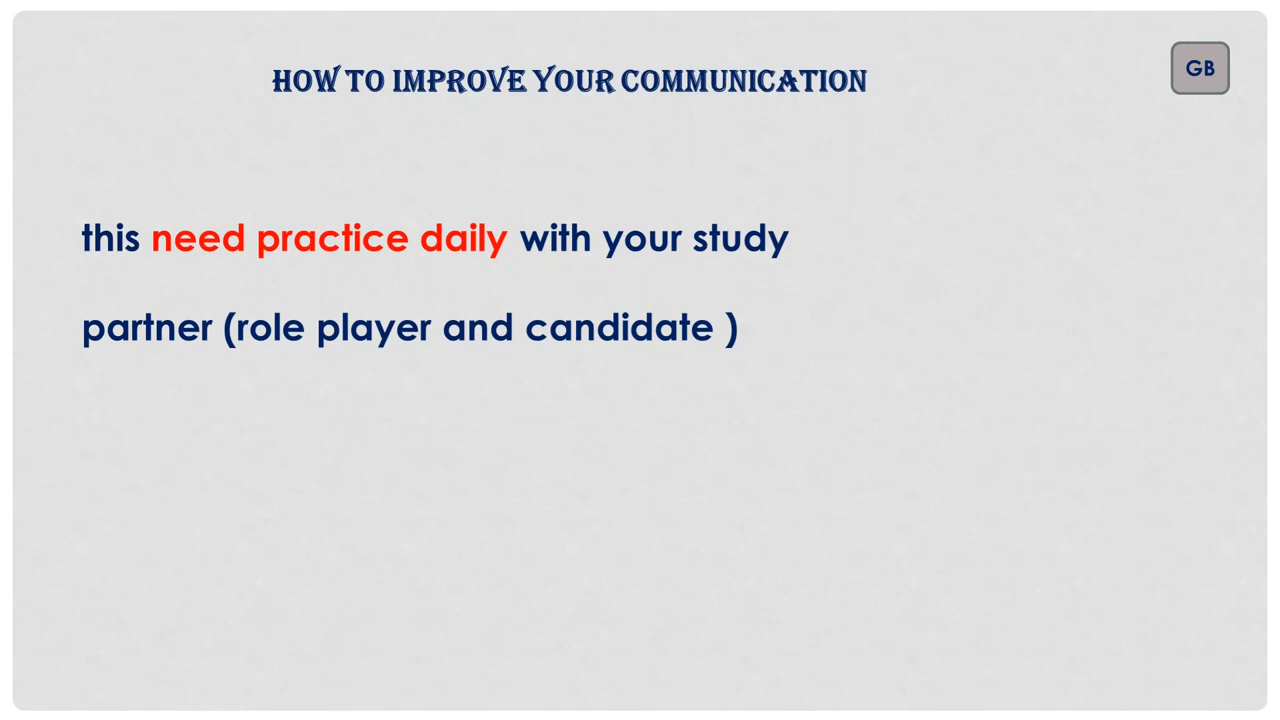 HOW TO IMPROVE YOUR COMMUNICATION
GB
this need practice daily with your study
partner (role player and candidate )